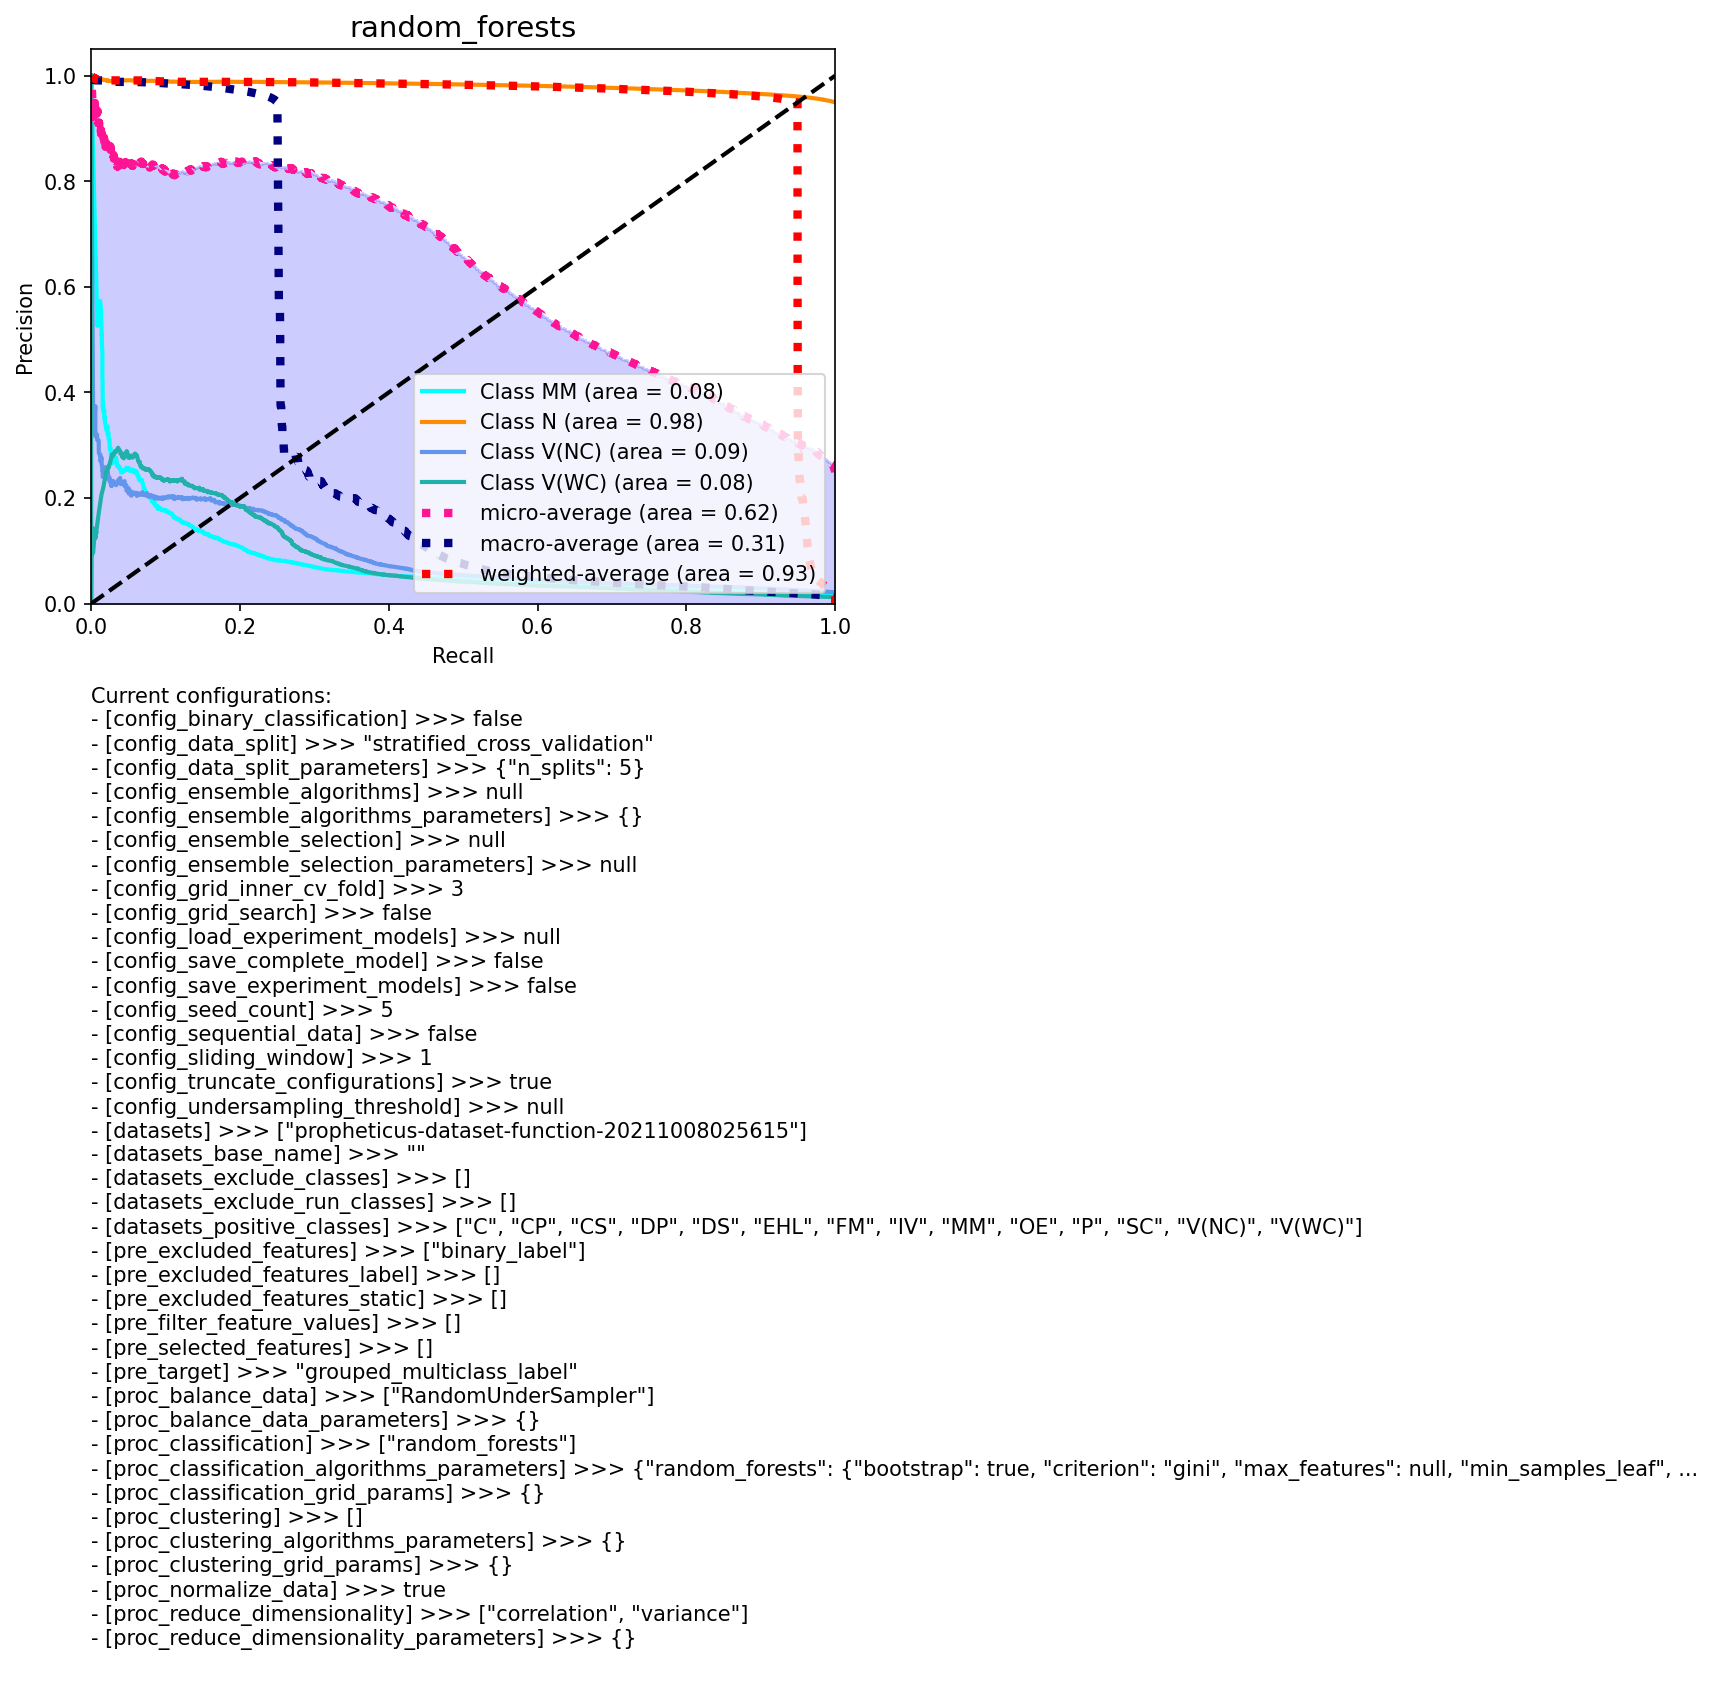 random_forests
1.0
0.8
0.6
0.4
0.2
0.0
Precision
0.0 0.2 0.4 0.6 0.8 1.0
Recall
Class MM (area = 0.08)
Class N (area = 0.98)
Class V(NC) (area = 0.09)
Class V(WC) (area = 0.08)
micro-average (area = 0.62)
macro-average (area = 0.31)
weighted-average (area = 0.93)
Current configurations:
- [config_binary_classification] >>> false
- [config_data_split] >>> "stratified_cross_validation"
- [config_data_split_parameters] >>> {"n_splits": 5}
- [config_ensemble_algorithms] >>> null
- [config_ensemble_algorithms_parameters] >>> {}
- [config_ensemble_selection] >>> null
- [config_ensemble_selection_parameters] >>> null
- [config_grid_inner_cv_fold] >>> 3
- [config_grid_search] >>> false
- [config_load_experiment_models] >>> null
- [config_save_complete_model] >>> false
- [config_save_experiment_models] >>> false
- [config_seed_count] >>> 5
- [config_sequential_data] >>> false
- [config_sliding_window] >>> 1
- [config_truncate_configurations] >>> true
- [config_undersampling_threshold] >>> null
- [datasets] >>> ["propheticus-dataset-function-20211008025615"]
- [datasets_base_name] >>> ""
- [datasets_exclude_classes] >>> []
- [datasets_exclude_run_classes] >>> []
- [datasets_positive_classes] >>> ["C", "CP", "CS", "DP", "DS", "EHL", "FM", "IV", "MM", "OE", "P", "SC", "V(NC)", "V(WC)"]
- [pre_excluded_features] >>> ["binary_label"]
- [pre_excluded_features_label] >>> []
- [pre_excluded_features_static] >>> []
- [pre_filter_feature_values] >>> []
- [pre_selected_features] >>> []
- [pre_target] >>> "grouped_multiclass_label"
- [proc_balance_data] >>> ["RandomUnderSampler"]
- [proc_balance_data_parameters] >>> {}
- [proc_classification] >>> ["random_forests"]
- [proc_classification_algorithms_parameters] >>> {"random_forests": {"bootstrap": true, "criterion": "gini", "max_features": null, "min_samples_leaf", ...
- [proc_classification_grid_params] >>> {}
- [proc_clustering] >>> []
- [proc_clustering_algorithms_parameters] >>> {}
- [proc_clustering_grid_params] >>> {}
- [proc_normalize_data] >>> true
- [proc_reduce_dimensionality] >>> ["correlation", "variance"]
- [proc_reduce_dimensionality_parameters] >>> {}